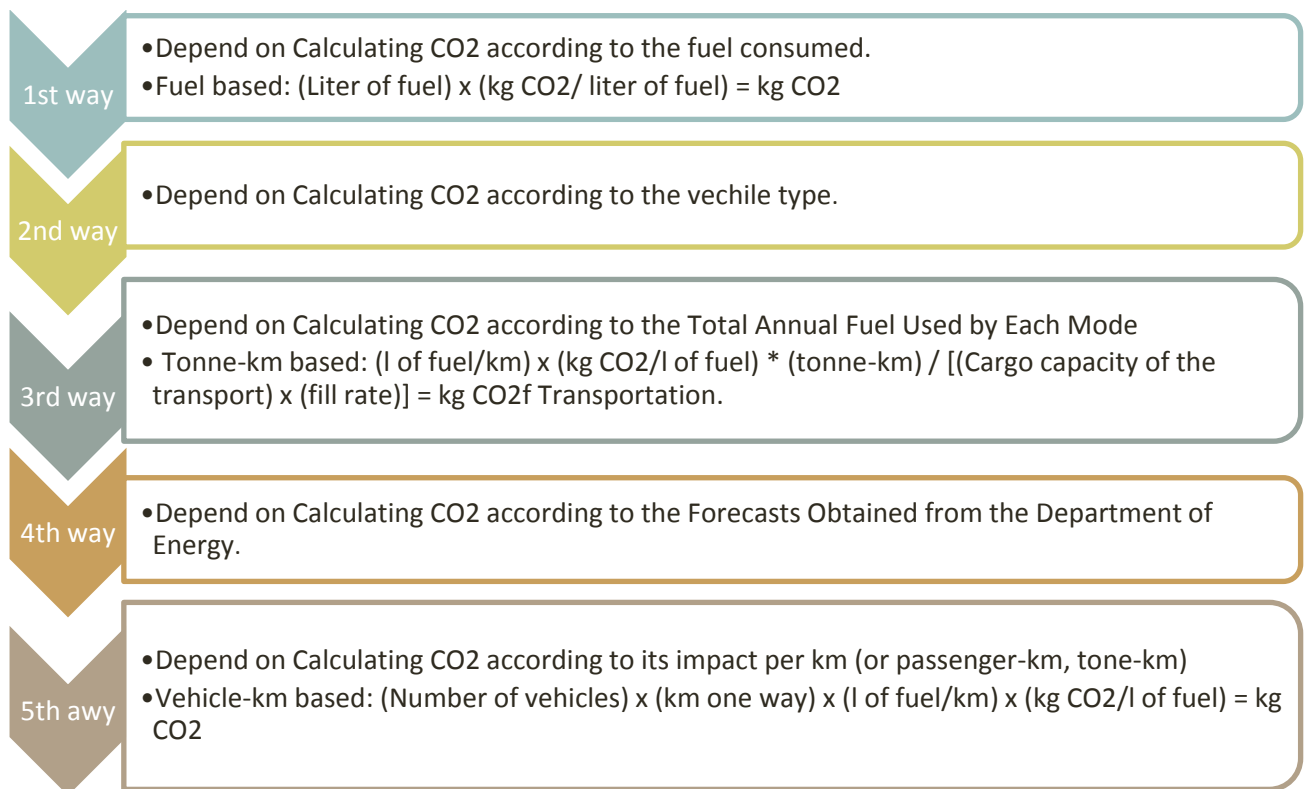 1st way
•Depend on Calculating CO2 according to the fuel consumed.
•Fuel based: (Liter of fuel) x (kg CO2/ liter of fuel) = kg CO2
2nd way
•Depend on Calculating CO2 according to the vechile type.
3rd way
•Depend on Calculating CO2 according to the Total Annual Fuel Used by Each Mode
• Tonne-km based: (l of fuel/km) x (kg CO2/l of fuel) * (tonne-km) / [(Cargo capacity of the
transport) x (fill rate)] = kg CO2f Transportation.
4th way
•Depend on Calculating CO2 according to the Forecasts Obtained from the Department of
Energy.
5th awy
•Depend on Calculating CO2 according to its impact per km (or passenger-km, tone-km)
•Vehicle-km based: (Number of vehicles) x (km one way) x (l of fuel/km) x (kg CO2/l of fuel) = kg
CO2